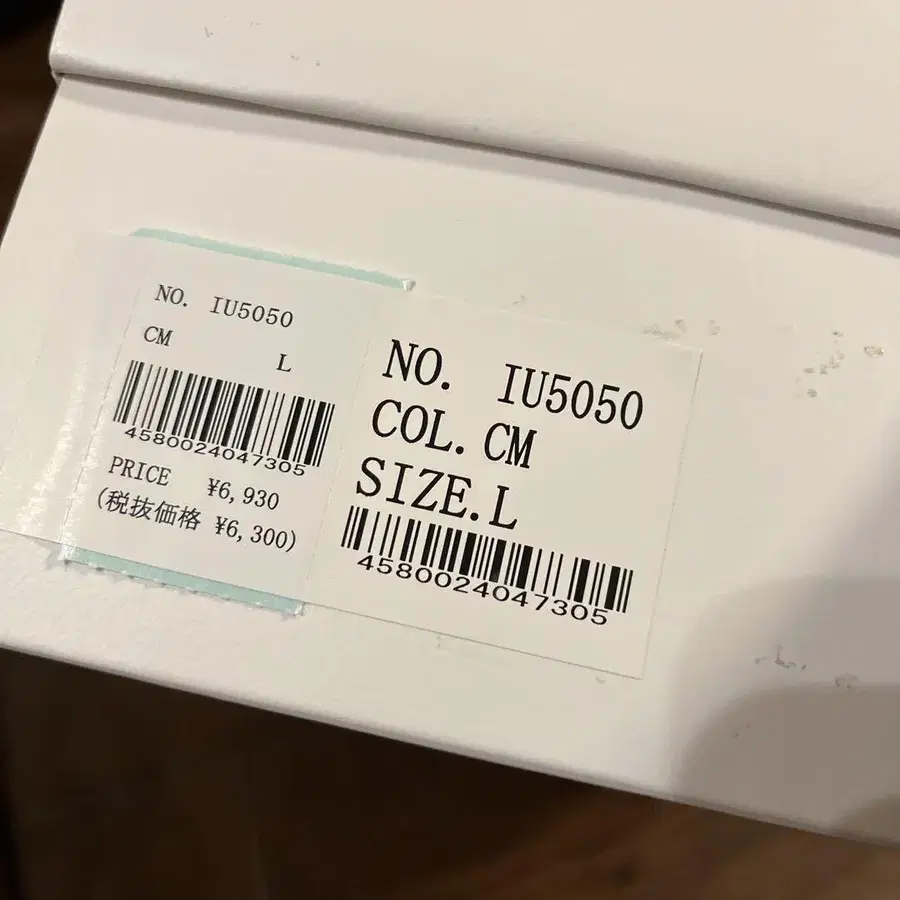 NO. IU5050
CM L
4580024047305
PRICE ¥6,930
(税抜価格 ¥6,300)
NO. IU5050
COL. CM
SIZE. L
4580024047305